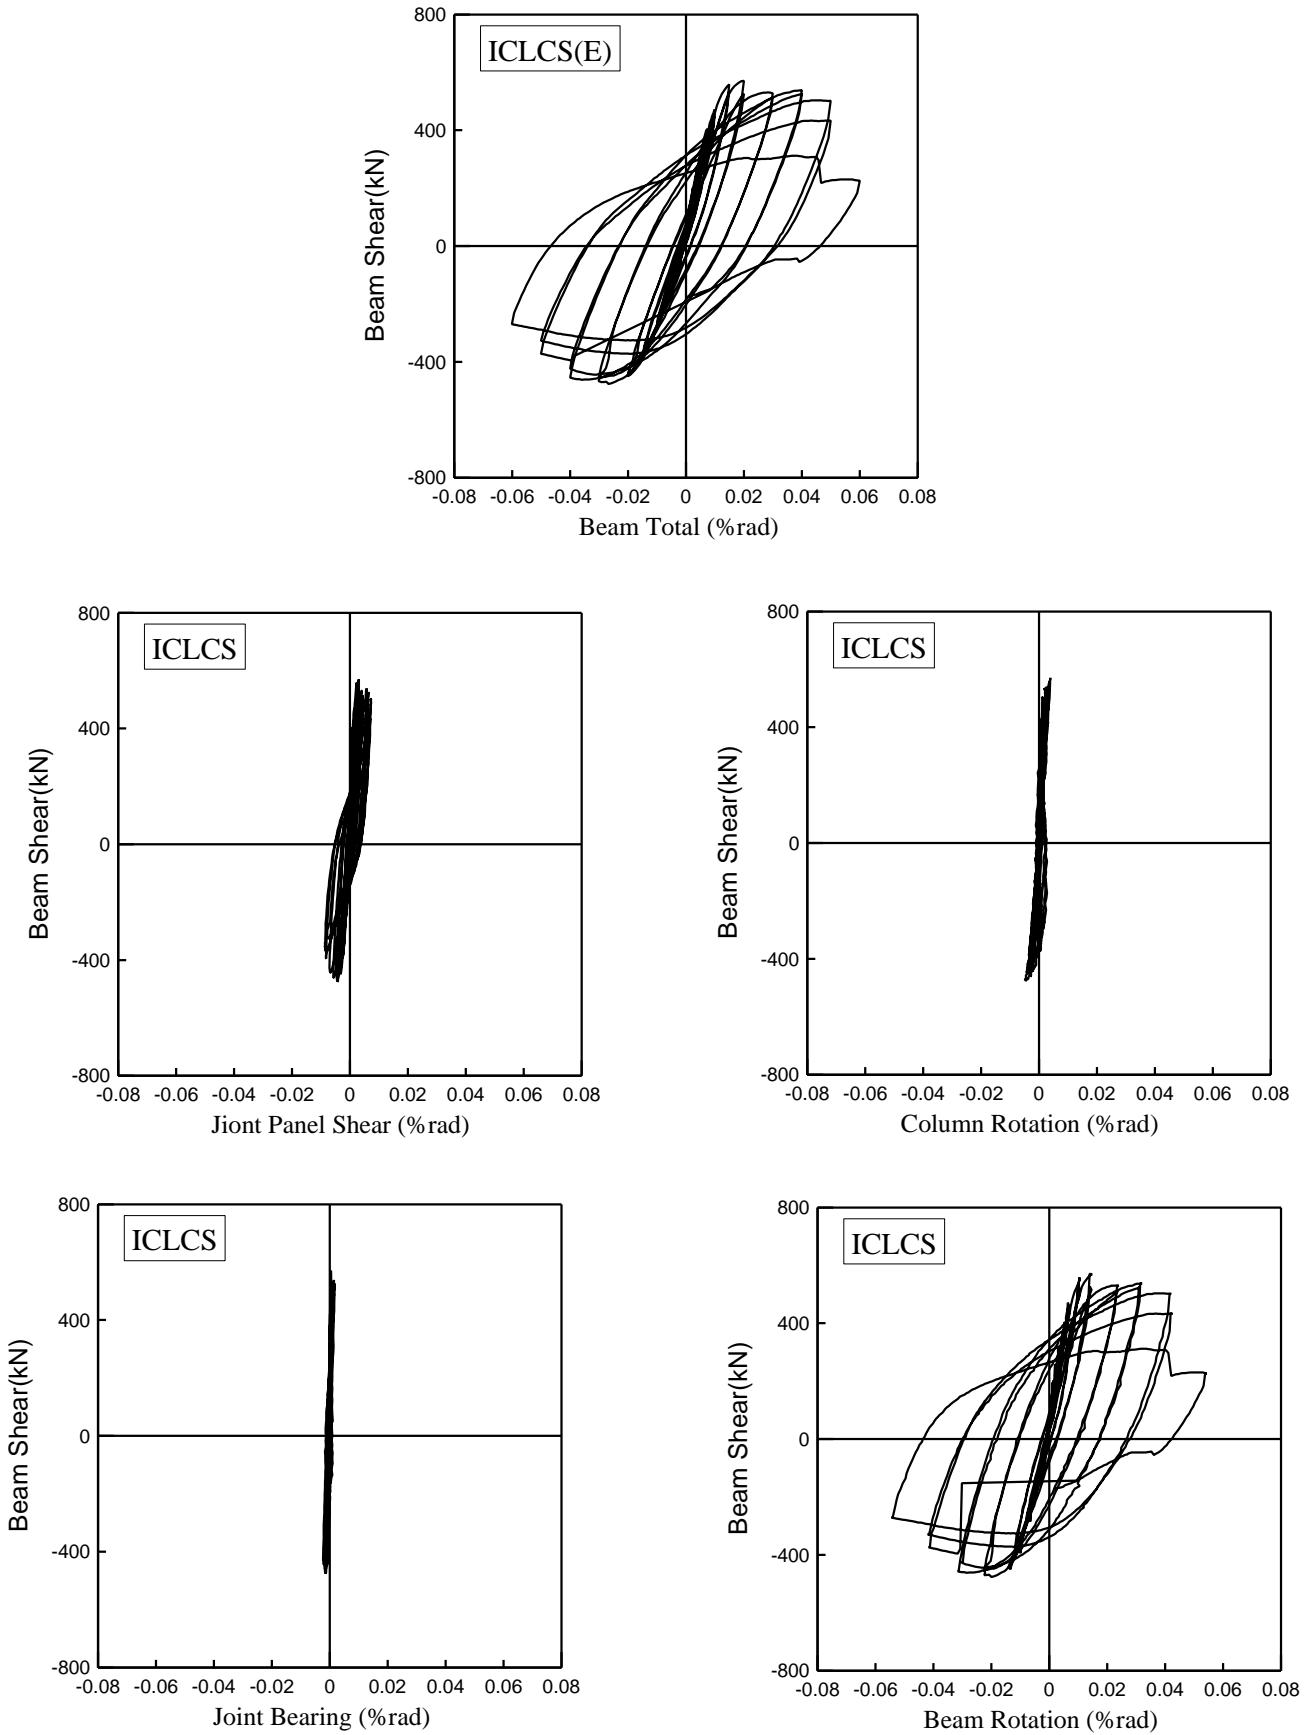 800
ICLCS(E)
400
Beam Shear(kN)
0
-400
-800
-0.08 -0.06 -0.04 -0.02 0 0.02 0.04 0.06 0.08
Beam Total (%rad)
800
ICLCS
400
Beam Shear(kN)
0
-400
-800
-0.08 -0.06 -0.04 -0.02 0 0.02 0.04 0.06 0.08
Jiont Panel Shear (%rad)
800
ICLCS
400
Beam Shear(kN)
0
-400
-800
-0.08 -0.06 -0.04 -0.02 0 0.02 0.04 0.06 0.08
Column Rotation (%rad)
800
ICLCS
400
Beam Shear(kN)
0
-400
-800
-0.08 -0.06 -0.04 -0.02 0 0.02 0.04 0.06 0.08
Joint Bearing (%rad)
800
ICLCS
400
Beam Shear(kN)
0
-400
-800
-0.08 -0.06 -0.04 -0.02 0 0.02 0.04 0.06 0.08
Beam Rotation (%rad)